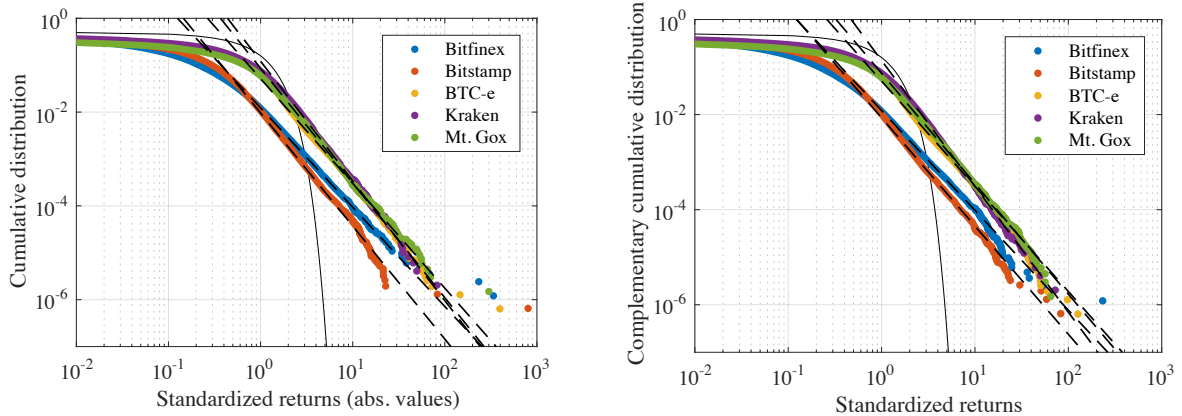 Cumulative distribution
10^0
10^-2
10^-4
10^-6
Bitfinex
Bitstamp
BTC-e
Kraken
Mt. Gox
10^-2 10^-1 10^0 10^1 10^2 10^3
Standardized returns (abs. values)
Complementary cumulative distribution
10^0
10^-2
10^-4
10^-6
Bitfinex
Bitstamp
BTC-e
Kraken
Mt. Gox
10^-2 10^-1 10^0 10^1 10^2 10^3
Standardized returns